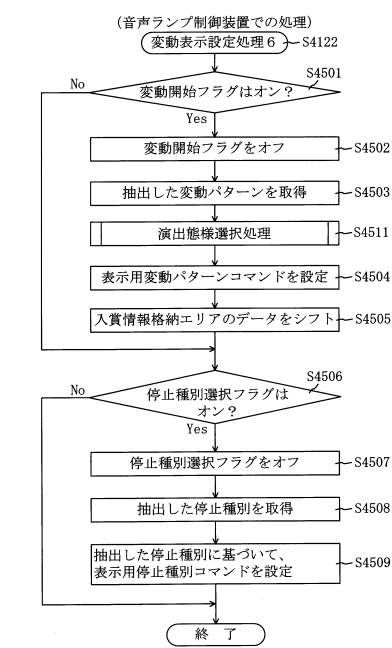 (音声ランプ制御装置での処理)
変動表示設定処理6 S4122
S4501
No
変動開始フラグはオン?
Yes
変動開始フラグをオフ S4502
抽出した変動パターンを取得 S4503
演出態様選択処理 S4511
表示用変動パターンコマンドを設定 S4504
入賞情報格納エリアのデータをシフト S4505
S4506
No
停止種別選択フラグは
オン?
Yes
停止種別選択フラグをオフ S4507
抽出した停止種別を取得 S4508
抽出した停止種別に基づいて、
表示用停止種別コマンドを設定 S4509
終 了